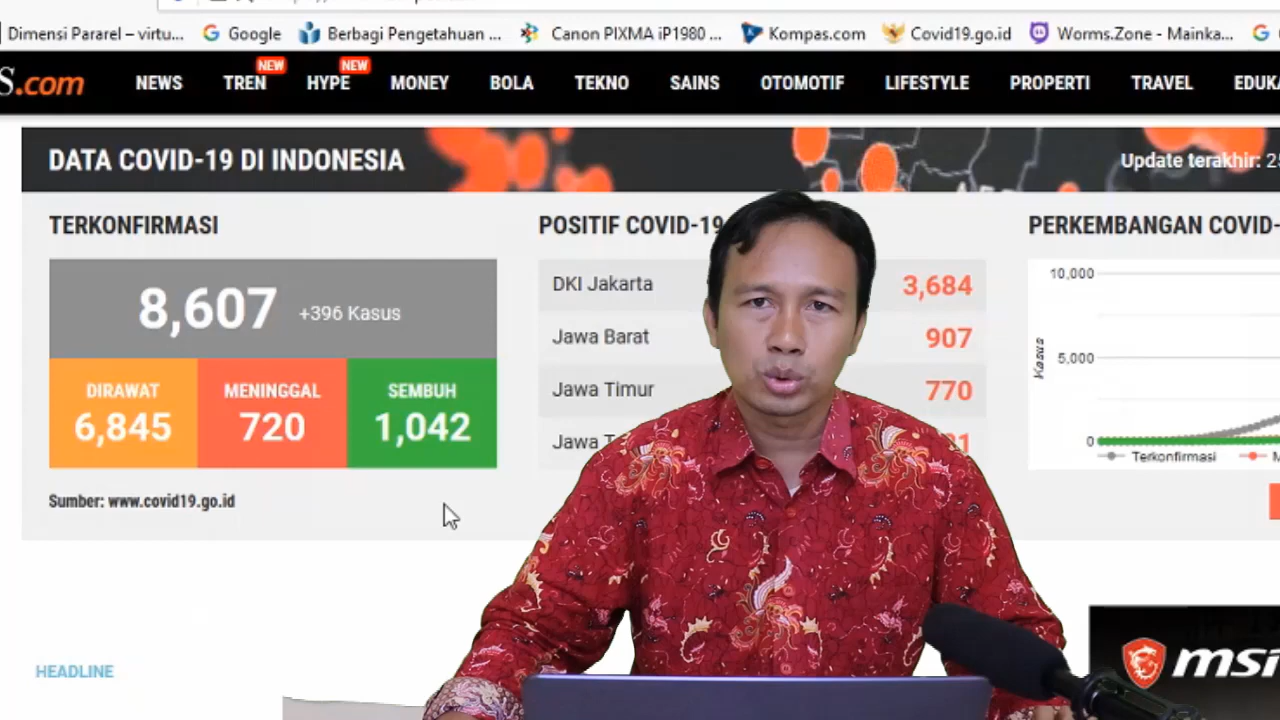 Dimensi Pararel – virtu...
Google
Berbagi Pengetahuan ...
Canon PIXMA iP1980 ...
Kompas.com
Covid19.go.id
Worms.Zone - Mainka...
S.com
NEWS
TREN
NEW
HYPE
NEW
MONEY
BOLA
TEKNO
SAINS
OTOMOTIF
LIFESTYLE
PROPERTI
TRAVEL
EDUKA
DATA COVID-19 DI INDONESIA
Update terakhir: 25
TERKONFIRMASI
8,607 +396 Kasus
DIRAWAT
6,845
MENINGGAL
720
SEMBUH
1,042
Sumber: www.covid19.go.id
POSITIF COVID-19
DKI Jakarta 3,684
Jawa Barat 907
Jawa Timur 770
Jawa
PERKEMBANGAN COVID-
10,000
5,000
0
Kasus
Terkonfirmasi
HEADLINE
msi